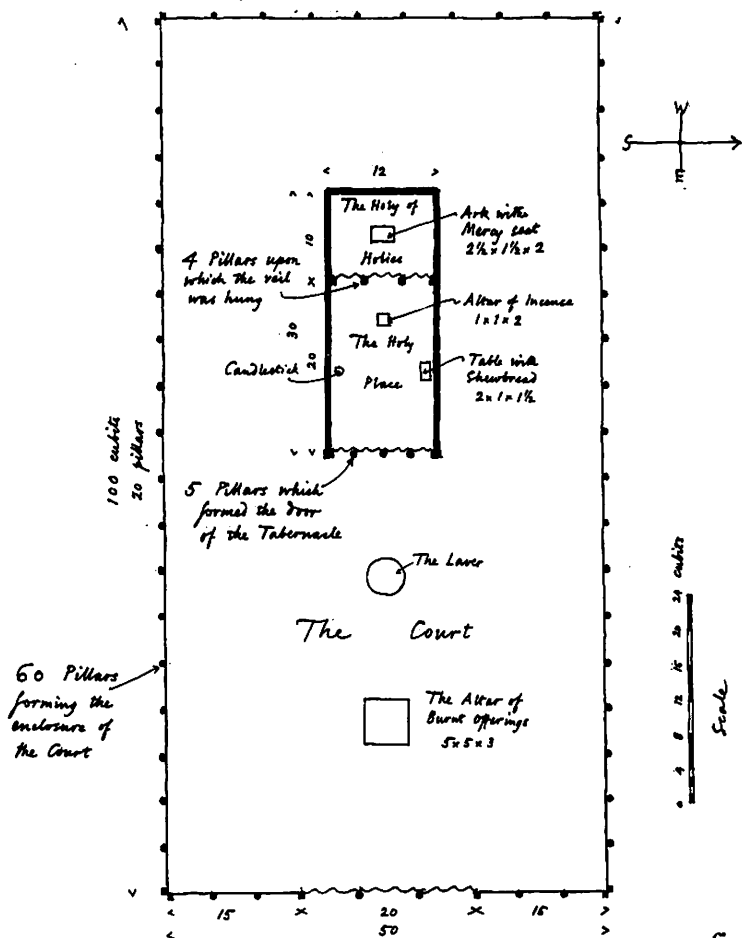 W
S
12
The Holy of
Holies
10
Ark with
Mercy seat
2½ x 1½ x 2
4 Pillars upon
which the veil
was hung
x
Altar of Incense
1 x 1 x 2
30
The Holy
Place
20
Candlestick
Table with
Shewbread
2 x 1 x 1½
100 cubits
20 pillars
5 Pillars which
formed the door
of the Tabernacle
The Laver
The Court
60 Pillars
forming the
enclosure of
the Court
The Altar of
Burnt Offerings
5 x 5 x 3
0 4 8 12 16 20 24 cubits
Scale
15 x 20 x 15
50